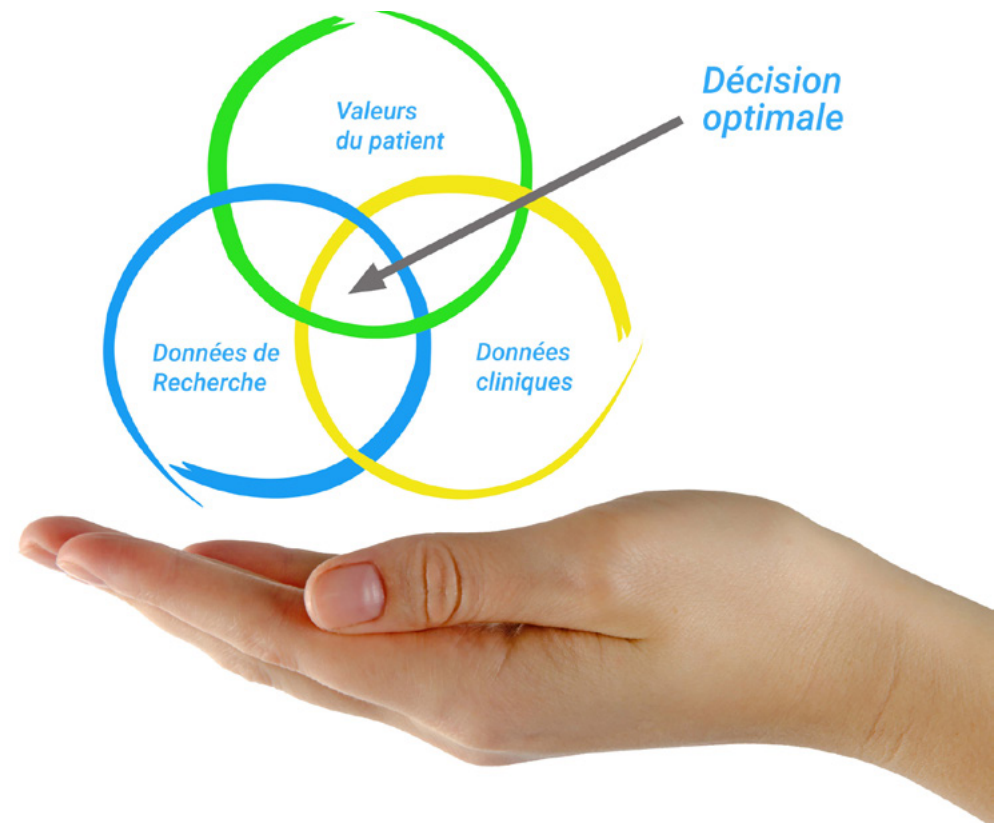 Décision
optimale
Valeurs
du patient
Données de
Recherche
Données
cliniques